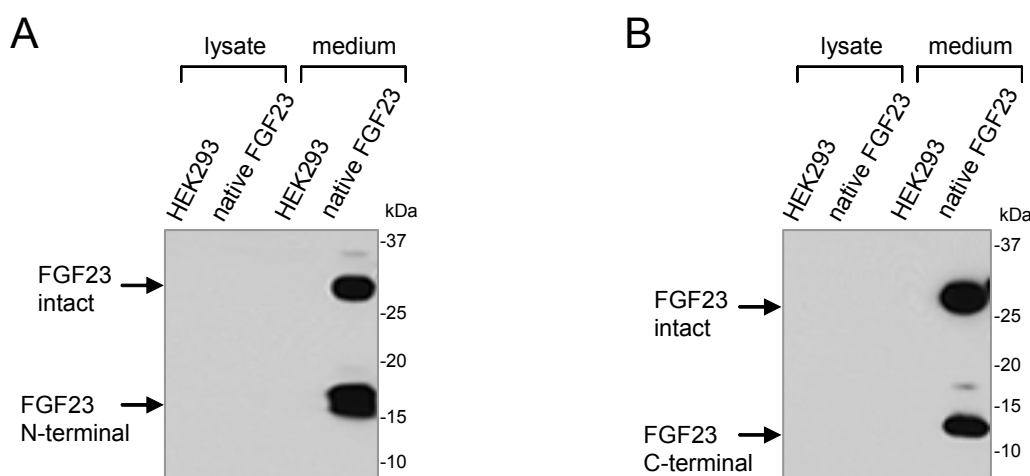 A
lysate
medium
HEK293
native FGF23
HEK293
native FGF23
kDa
-37
FGF23
intact
-25
-20
FGF23
N-terminal
-15
-10
B
lysate
medium
HEK293
native FGF23
HEK293
native FGF23
kDa
-37
FGF23
intact
-25
-20
-15
FGF23
C-terminal
-10